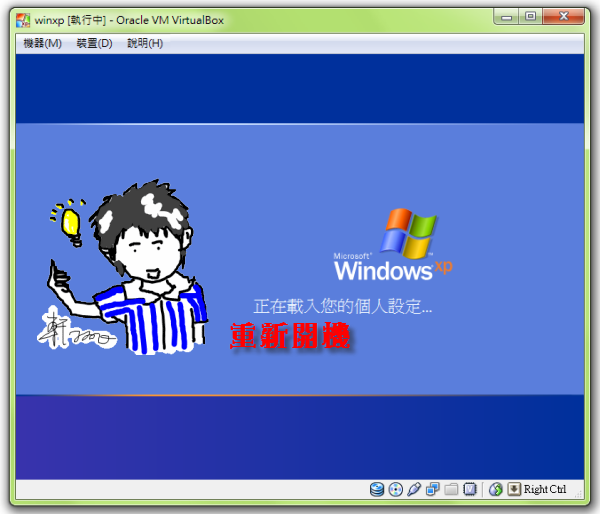 winxp [執行中] - Oracle VM VirtualBox
機器(M) 裝置(D) 說明(H)
Microsoft®
Windows xp
正在載入您的個人設定...
重新開機
軒
Right Ctrl